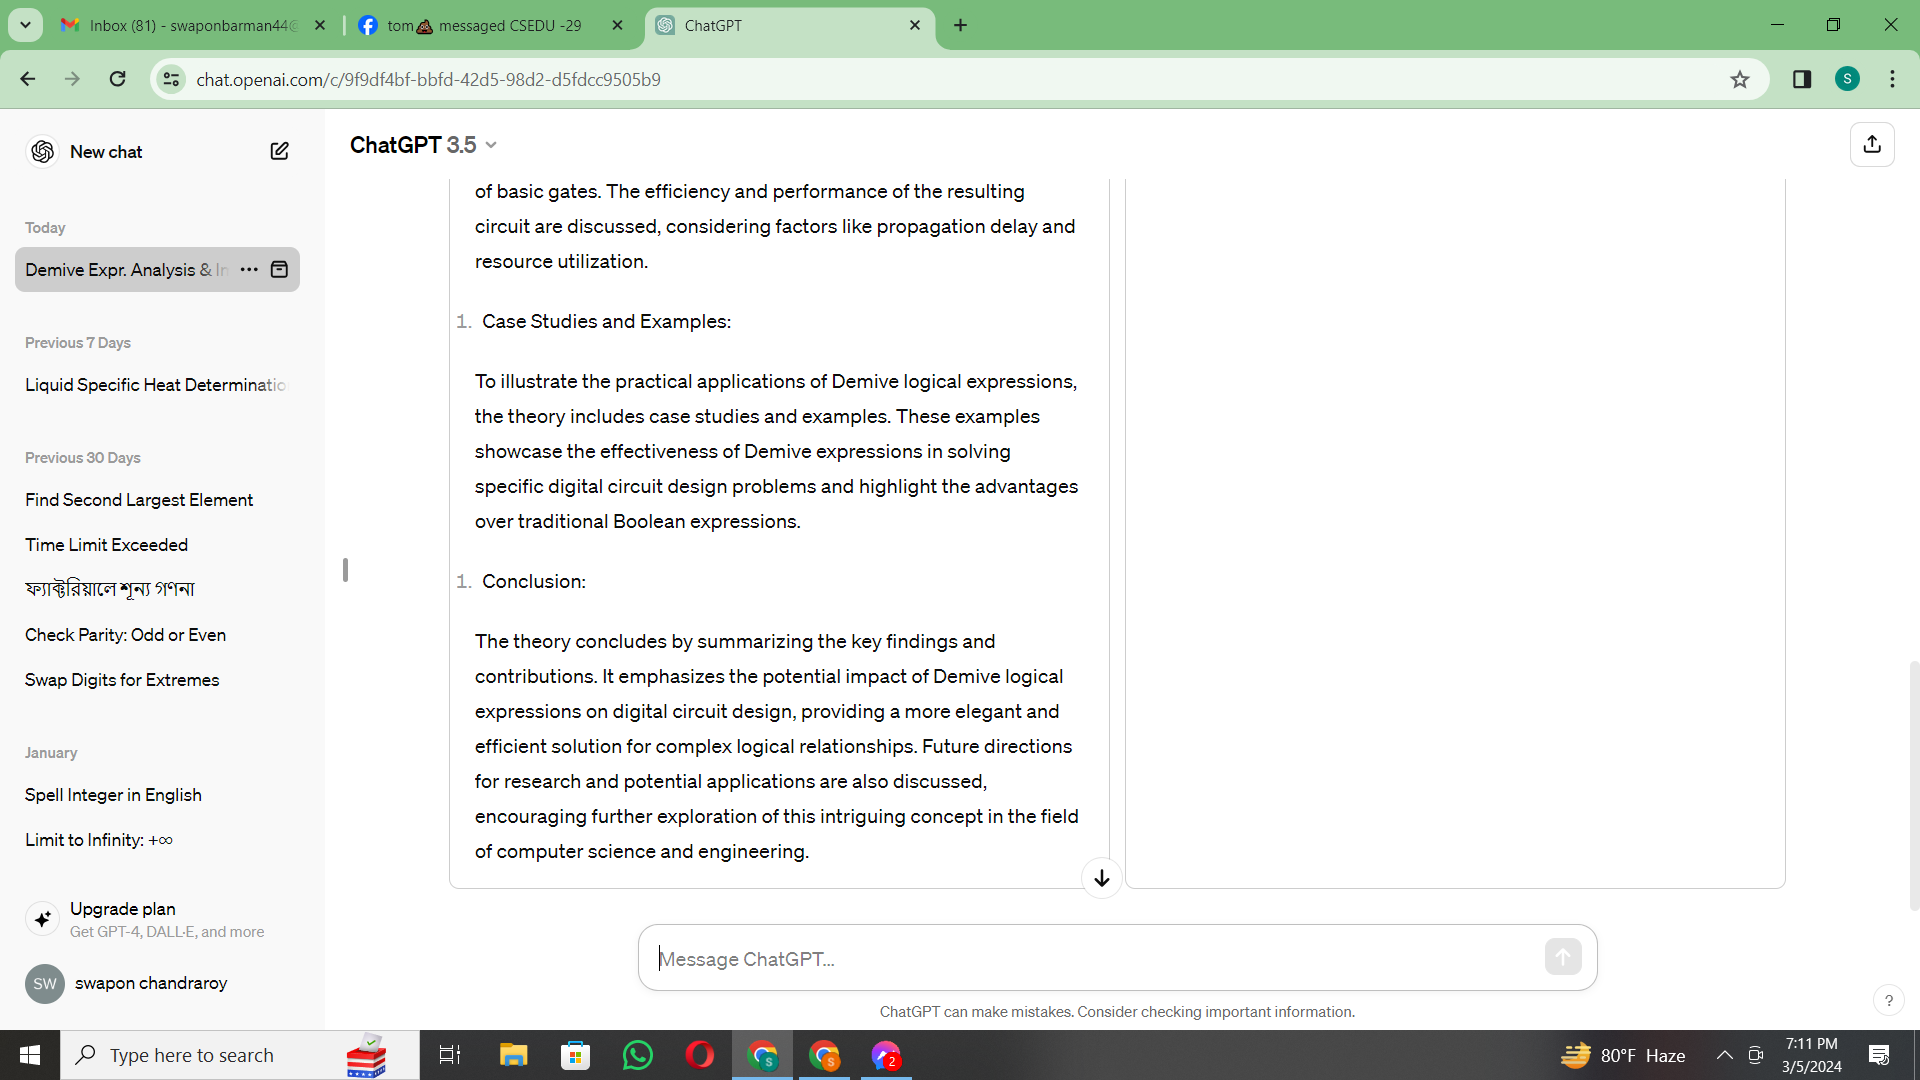 Inbox (81) - swaponbarman44@
tom💩 messaged CSEDU -29
ChatGPT
chat.openai.com/c/9f9df4bf-bbfd-42d5-98d2-d5fdcc9505b9
S
New chat
Today
Demive Expr. Analysis & In
Previous 7 Days
Liquid Specific Heat Determinatio
Previous 30 Days
Find Second Largest Element
Time Limit Exceeded
ফ্যাক্টরিয়ালে শূন্য গণনা
Check Parity: Odd or Even
Swap Digits for Extremes
January
Spell Integer in English
Limit to Infinity: +∞
Upgrade plan
Get GPT-4, DALL·E, and more
SW
swapon chandraroy
ChatGPT 3.5
of basic gates. The efficiency and performance of the resulting
circuit are discussed, considering factors like propagation delay and
resource utilization.
1. Case Studies and Examples:
To illustrate the practical applications of Demive logical expressions,
the theory includes case studies and examples. These examples
showcase the effectiveness of Demive expressions in solving
specific digital circuit design problems and highlight the advantages
over traditional Boolean expressions.
1. Conclusion:
The theory concludes by summarizing the key findings and
contributions. It emphasizes the potential impact of Demive logical
expressions on digital circuit design, providing a more elegant and
efficient solution for complex logical relationships. Future directions
for research and potential applications are also discussed,
encouraging further exploration of this intriguing concept in the field
of computer science and engineering.
Message ChatGPT...
ChatGPT can make mistakes. Consider checking important information.
?
Type here to search
S
S
2
80°F Haze
7:11 PM
3/5/2024